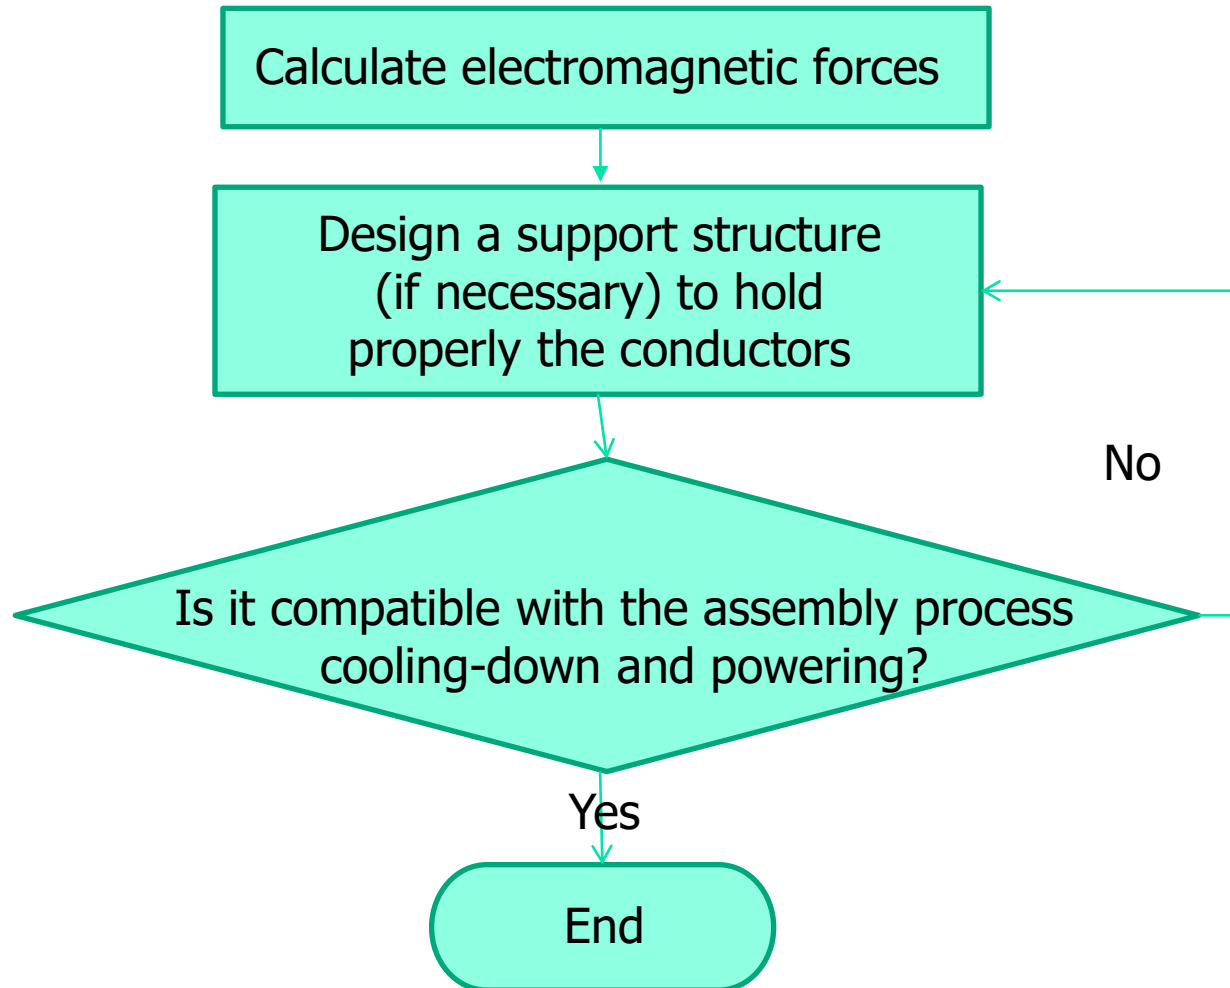 Calculate electromagnetic forces
Design a support structure
(if necessary) to hold
properly the conductors
No
Is it compatible with the assembly process
cooling-down and powering?
Yes
End